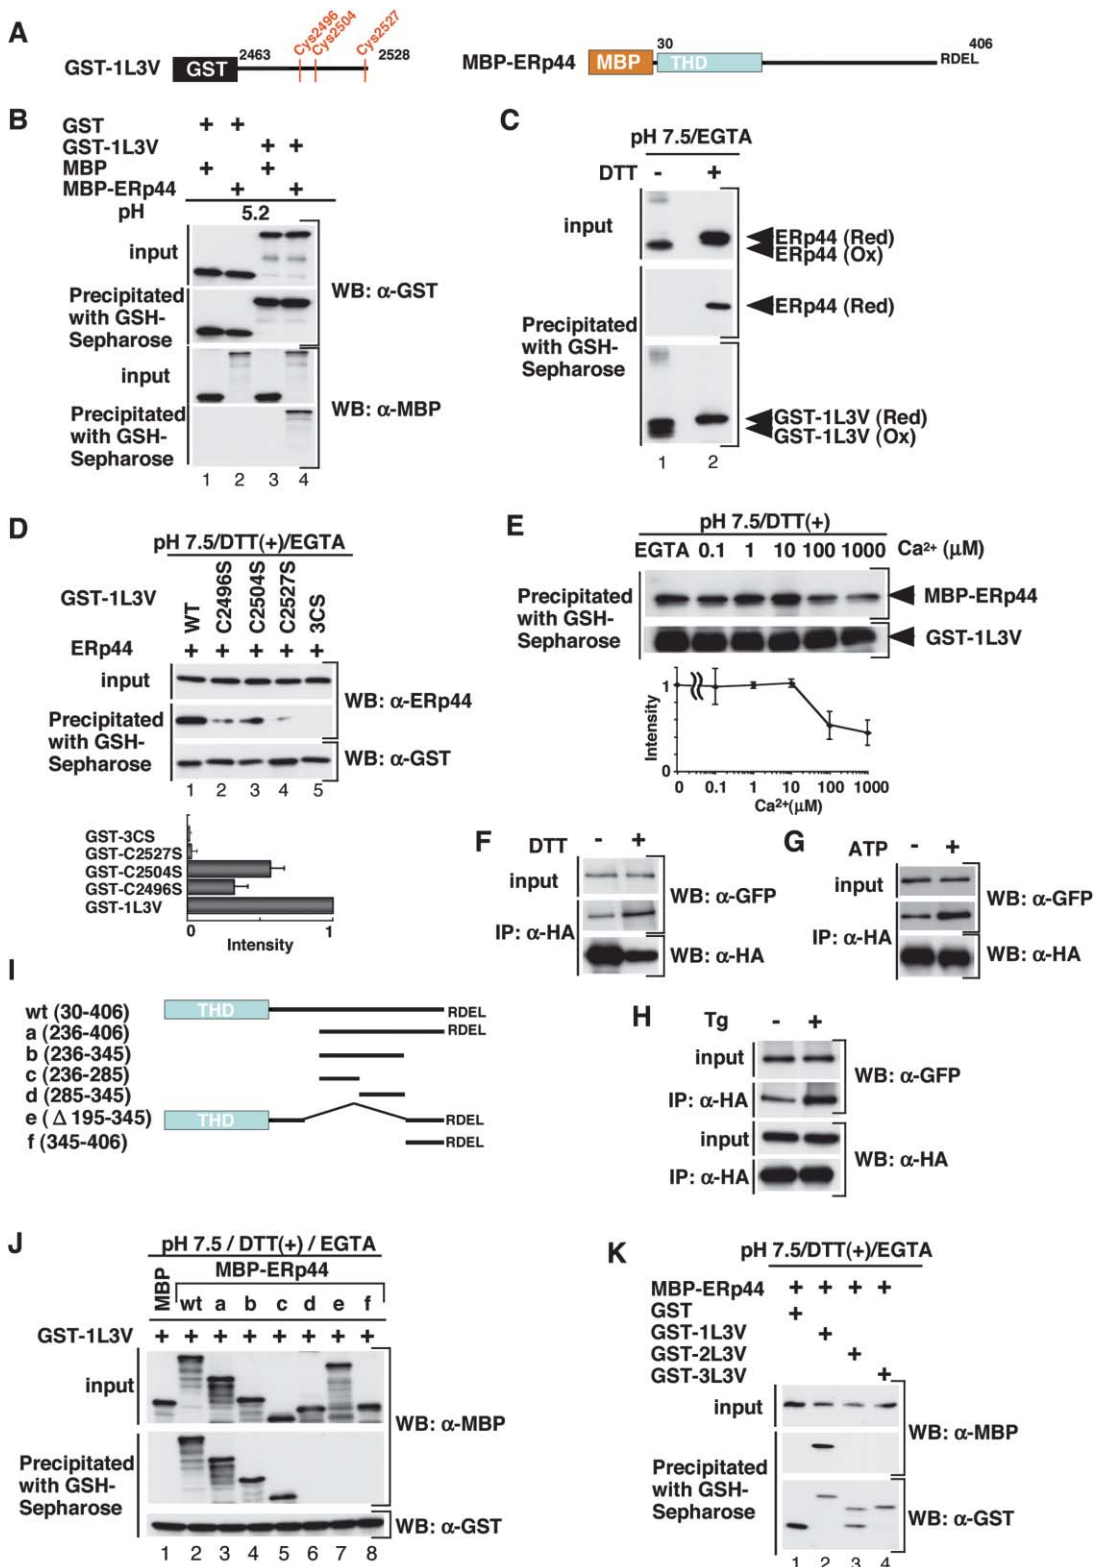 A
GST-1L3V
GST
2463
Cys2496
Cys2504
Cys2527
2528
MBP-ERp44
MBP
30
THD
406
RDEL
B
GST + +
GST-1L3V + +
MBP + +
MBP-ERp44 + +
pH 5.2
input
Precipitated
with GSH-
Sepharose
WB: α-GST
input
Precipitated
with GSH-
Sepharose
WB: α-MBP
1 2 3 4
C
pH 7.5/EGTA
DTT - +
input
ERp44 (Red)
ERp44 (Ox)
ERp44 (Red)
Precipitated
with GSH-
Sepharose
GST-1L3V (Red)
GST-1L3V (Ox)
1 2
D
pH 7.5/DTT(+)/EGTA
GST-1L3V
WT
C2496S
C2504S
C2527S
3CS
ERp44 + + + + +
input
WB: α-ERp44
Precipitated
with GSH-
Sepharose
WB: α-GST
1 2 3 4 5
GST-3CS
GST-C2527S
GST-C2504S
GST-C2496S
GST-1L3V
0 1
Intensity
E
pH 7.5/DTT(+)
EGTA 0.1 1 10 100 1000 Ca²⁺ (μM)
Precipitated
with GSH-
Sepharose
MBP-ERp44
GST-1L3V
Intensity
1
0
0 0.1 1 10 100 1000
Ca²⁺(μM)
F
DTT - +
input
WB: α-GFP
IP: α-HA
WB: α-HA
G
ATP - +
input
WB: α-GFP
IP: α-HA
WB: α-HA
H
Tg - +
input
WB: α-GFP
IP: α-HA
input
WB: α-HA
IP: α-HA
I
wt (30-406)
THD
RDEL
a (236-406)
RDEL
b (236-345)
c (236-285)
d (285-345)
e (Δ 195-345)
THD
RDEL
f (345-406)
RDEL
J
pH 7.5 / DTT(+) / EGTA
MBP
MBP-ERp44
wt a b c d e f
GST-1L3V + + + + + + + +
input
WB: α-MBP
Precipitated
with GSH-
Sepharose
WB: α-GST
1 2 3 4 5 6 7 8
K
pH 7.5/DTT(+)/EGTA
MBP-ERp44 + + + +
GST +
GST-1L3V +
GST-2L3V +
GST-3L3V +
input
WB: α-MBP
Precipitated
with GSH-
Sepharose
WB: α-GST
1 2 3 4